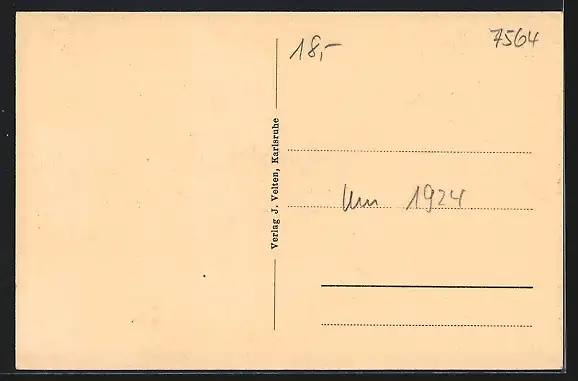 18,-
7564
Verlag J. Velten, Karlsruhe
Um 1924